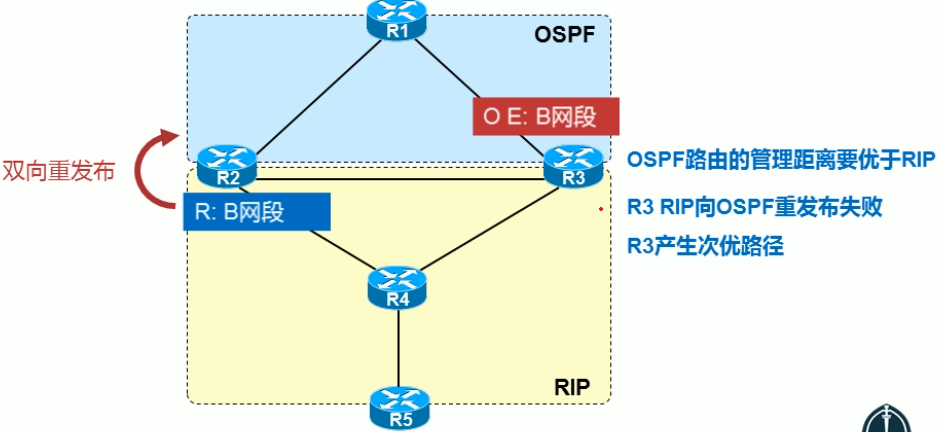 R1
OSPF
O E: B网段
双向重发布
R2
R3
OSPF路由的管理距离要优于RIP
R: B网段
R3 RIP向OSPF重发布失败
R3产生次优路径
R4
RIP
R5